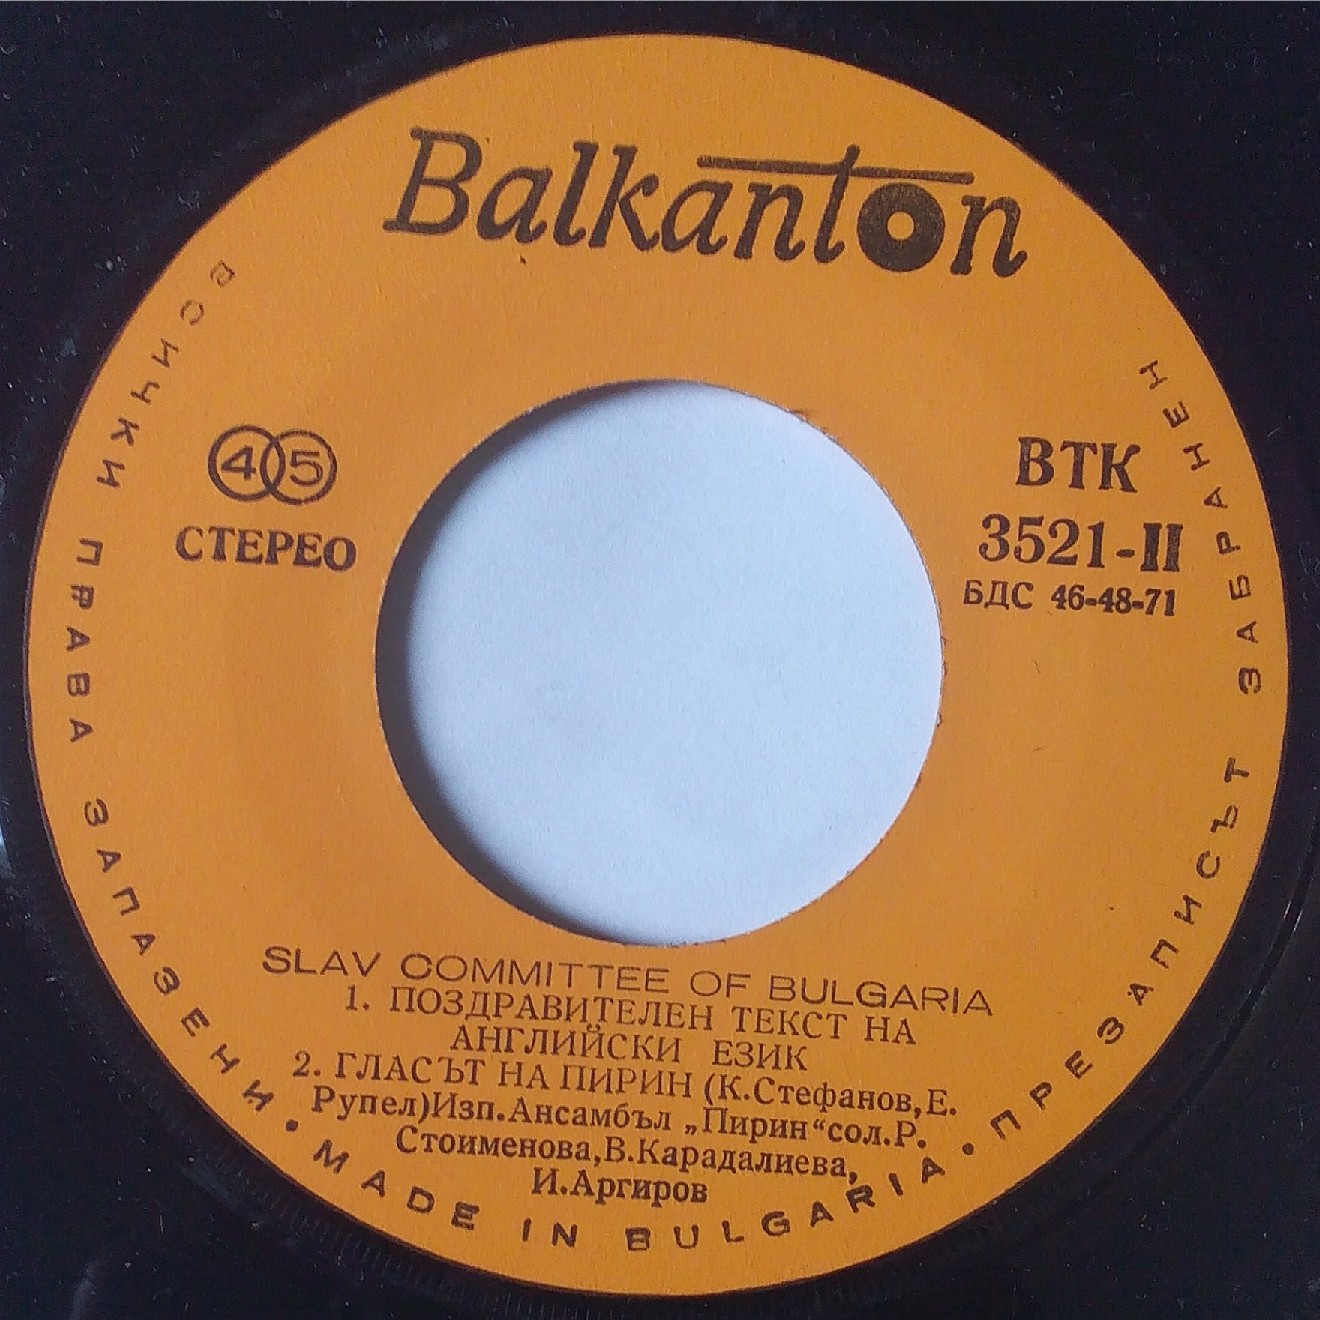 Balkanton
45
СТЕРЕО
ВТК
3521-II
БДС 46-48-71
SLAV COMMITTEE OF BULGARIA
1. ПОЗДРАВИТЕЛЕН ТЕКСТ НА
АНГЛИЙСКИ ЕЗИК
2. ГЛАСЪТ НА ПИРИН (К.Стефанов,Е.
Рупел)Изп.Ансамбъл „Пирин“сол.Р.
Стоименова,В.Карадалиева,
И.Аргиров
ВСИЧКИ ПРАВА ЗАПАЗЕНИ • MADE IN BULGARIA • ПРЕЗАПИСЪТ ЗАБРАНЕН